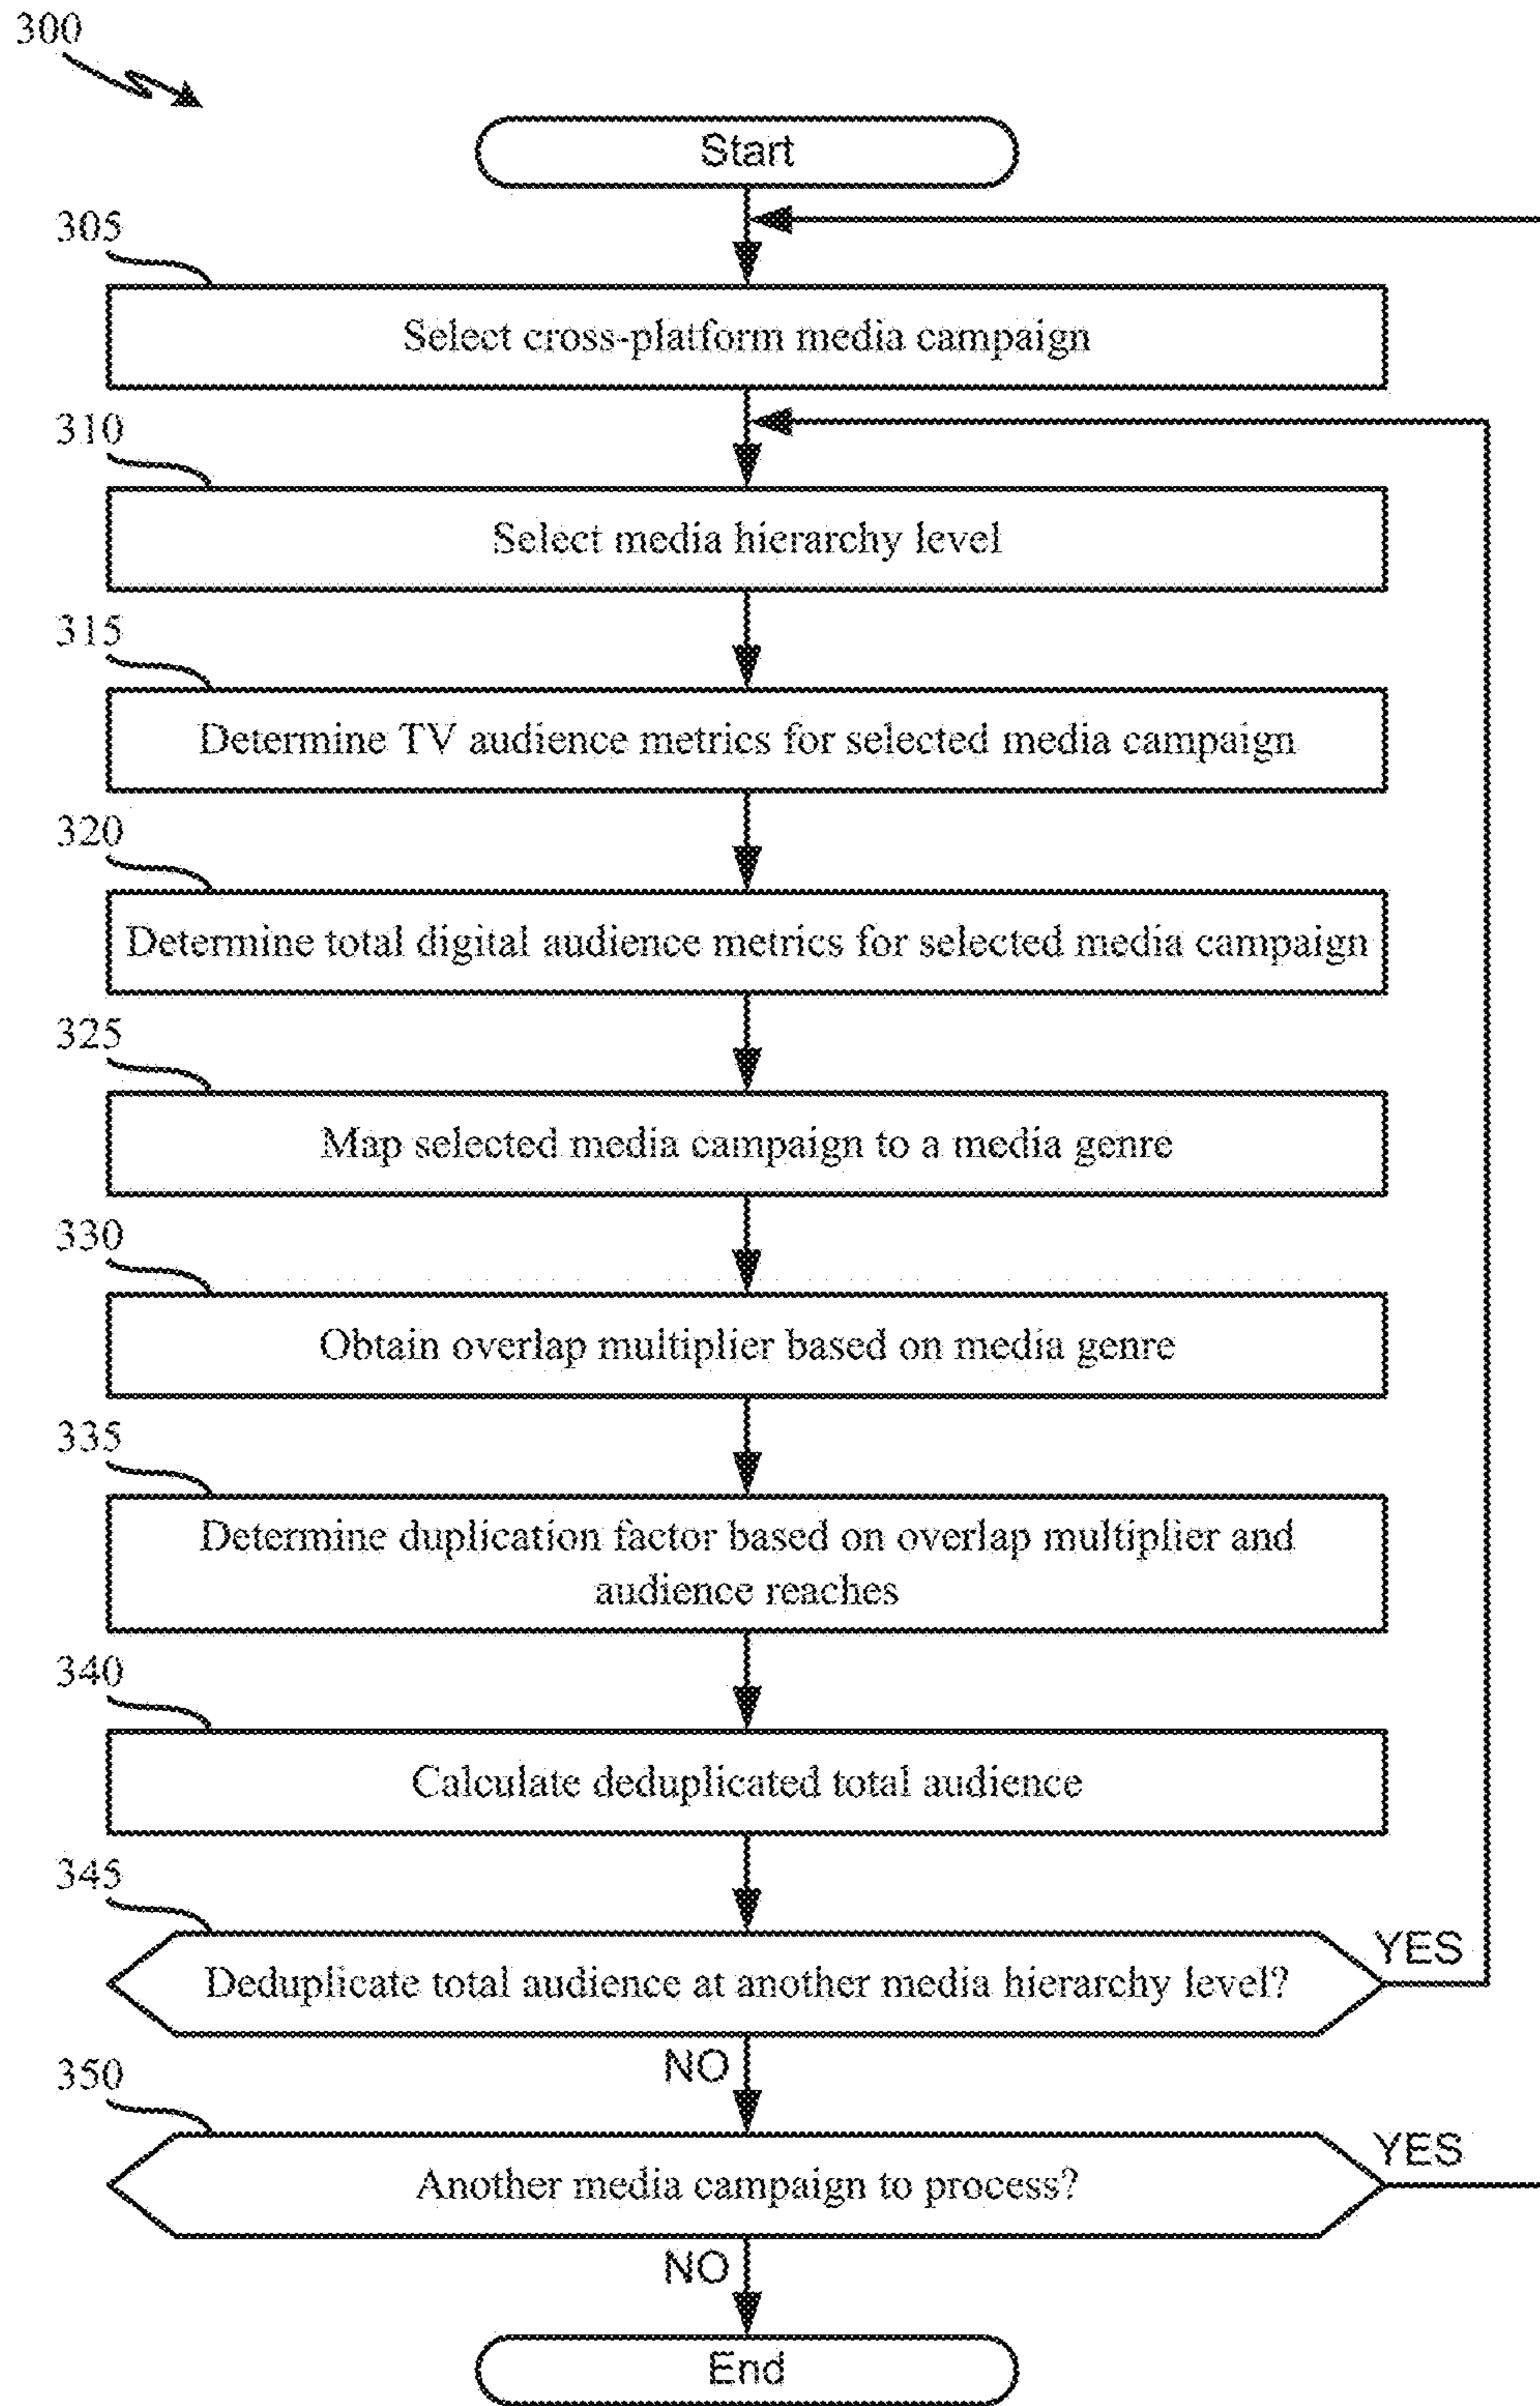 300
Start
305
Select cross-platform media campaign
310
Select media hierarchy level
315
Determine TV audience metrics for selected media campaign
320
Determine total digital audience metrics for selected media campaign
325
Map selected media campaign to a media genre
330
Obtain overlap multiplier based on media genre
335
Determine duplication factor based on overlap multiplier and
audience reaches
340
Calculate deduplicated total audience
345
Deduplicate total audience at another media hierarchy level?
YES
NO
350
Another media campaign to process?
YES
NO
End